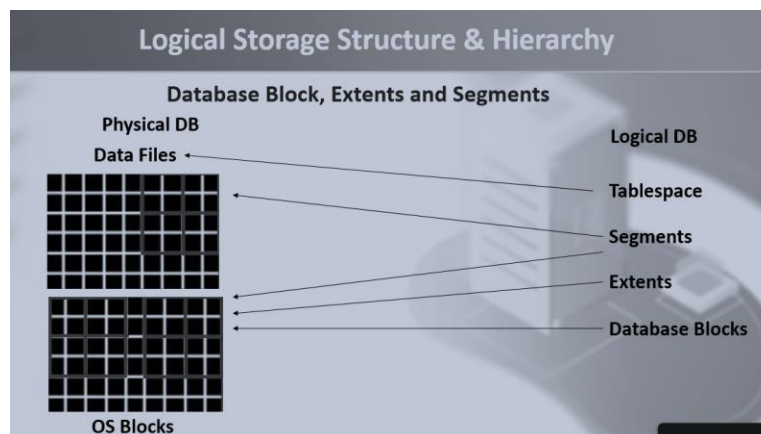 Logical Storage Structure & Hierarchy
Database Block, Extents and Segments
Physical DB
Logical DB
Data Files
Tablespace
Segments
Extents
Database Blocks
OS Blocks